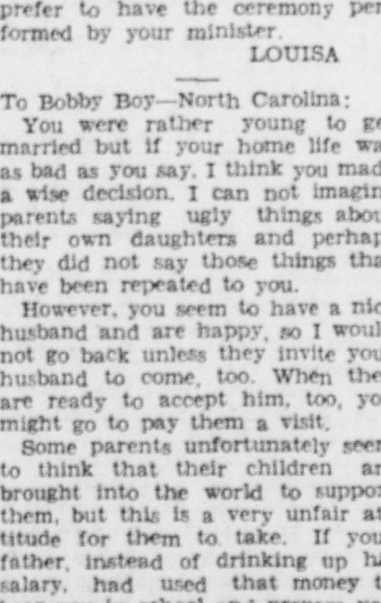 prefer to have the ceremony per
formed by your minister.
LOUISA
To Bobby Boy—North Carolina:
You were rather young to ge
married but if your home life wa
as bad as you say, I think you mad
a wise decision. I can not imagin
parents saying ugly things abou
their own daughters and perhap
they did not say those things tha
have been repeated to you.
However, you seem to have a nic
husband and are happy, so I woul
not go back unless they invite you
husband to come, too. When the
are ready to accept him, too, yo
might go to pay them a visit.
Some parents unfortunately seem
to think that their children ar
brought into the world to suppor
them, but this is a very unfair at
titude for them to take. If you
father, instead of drinking up hi
salary, had used that money t